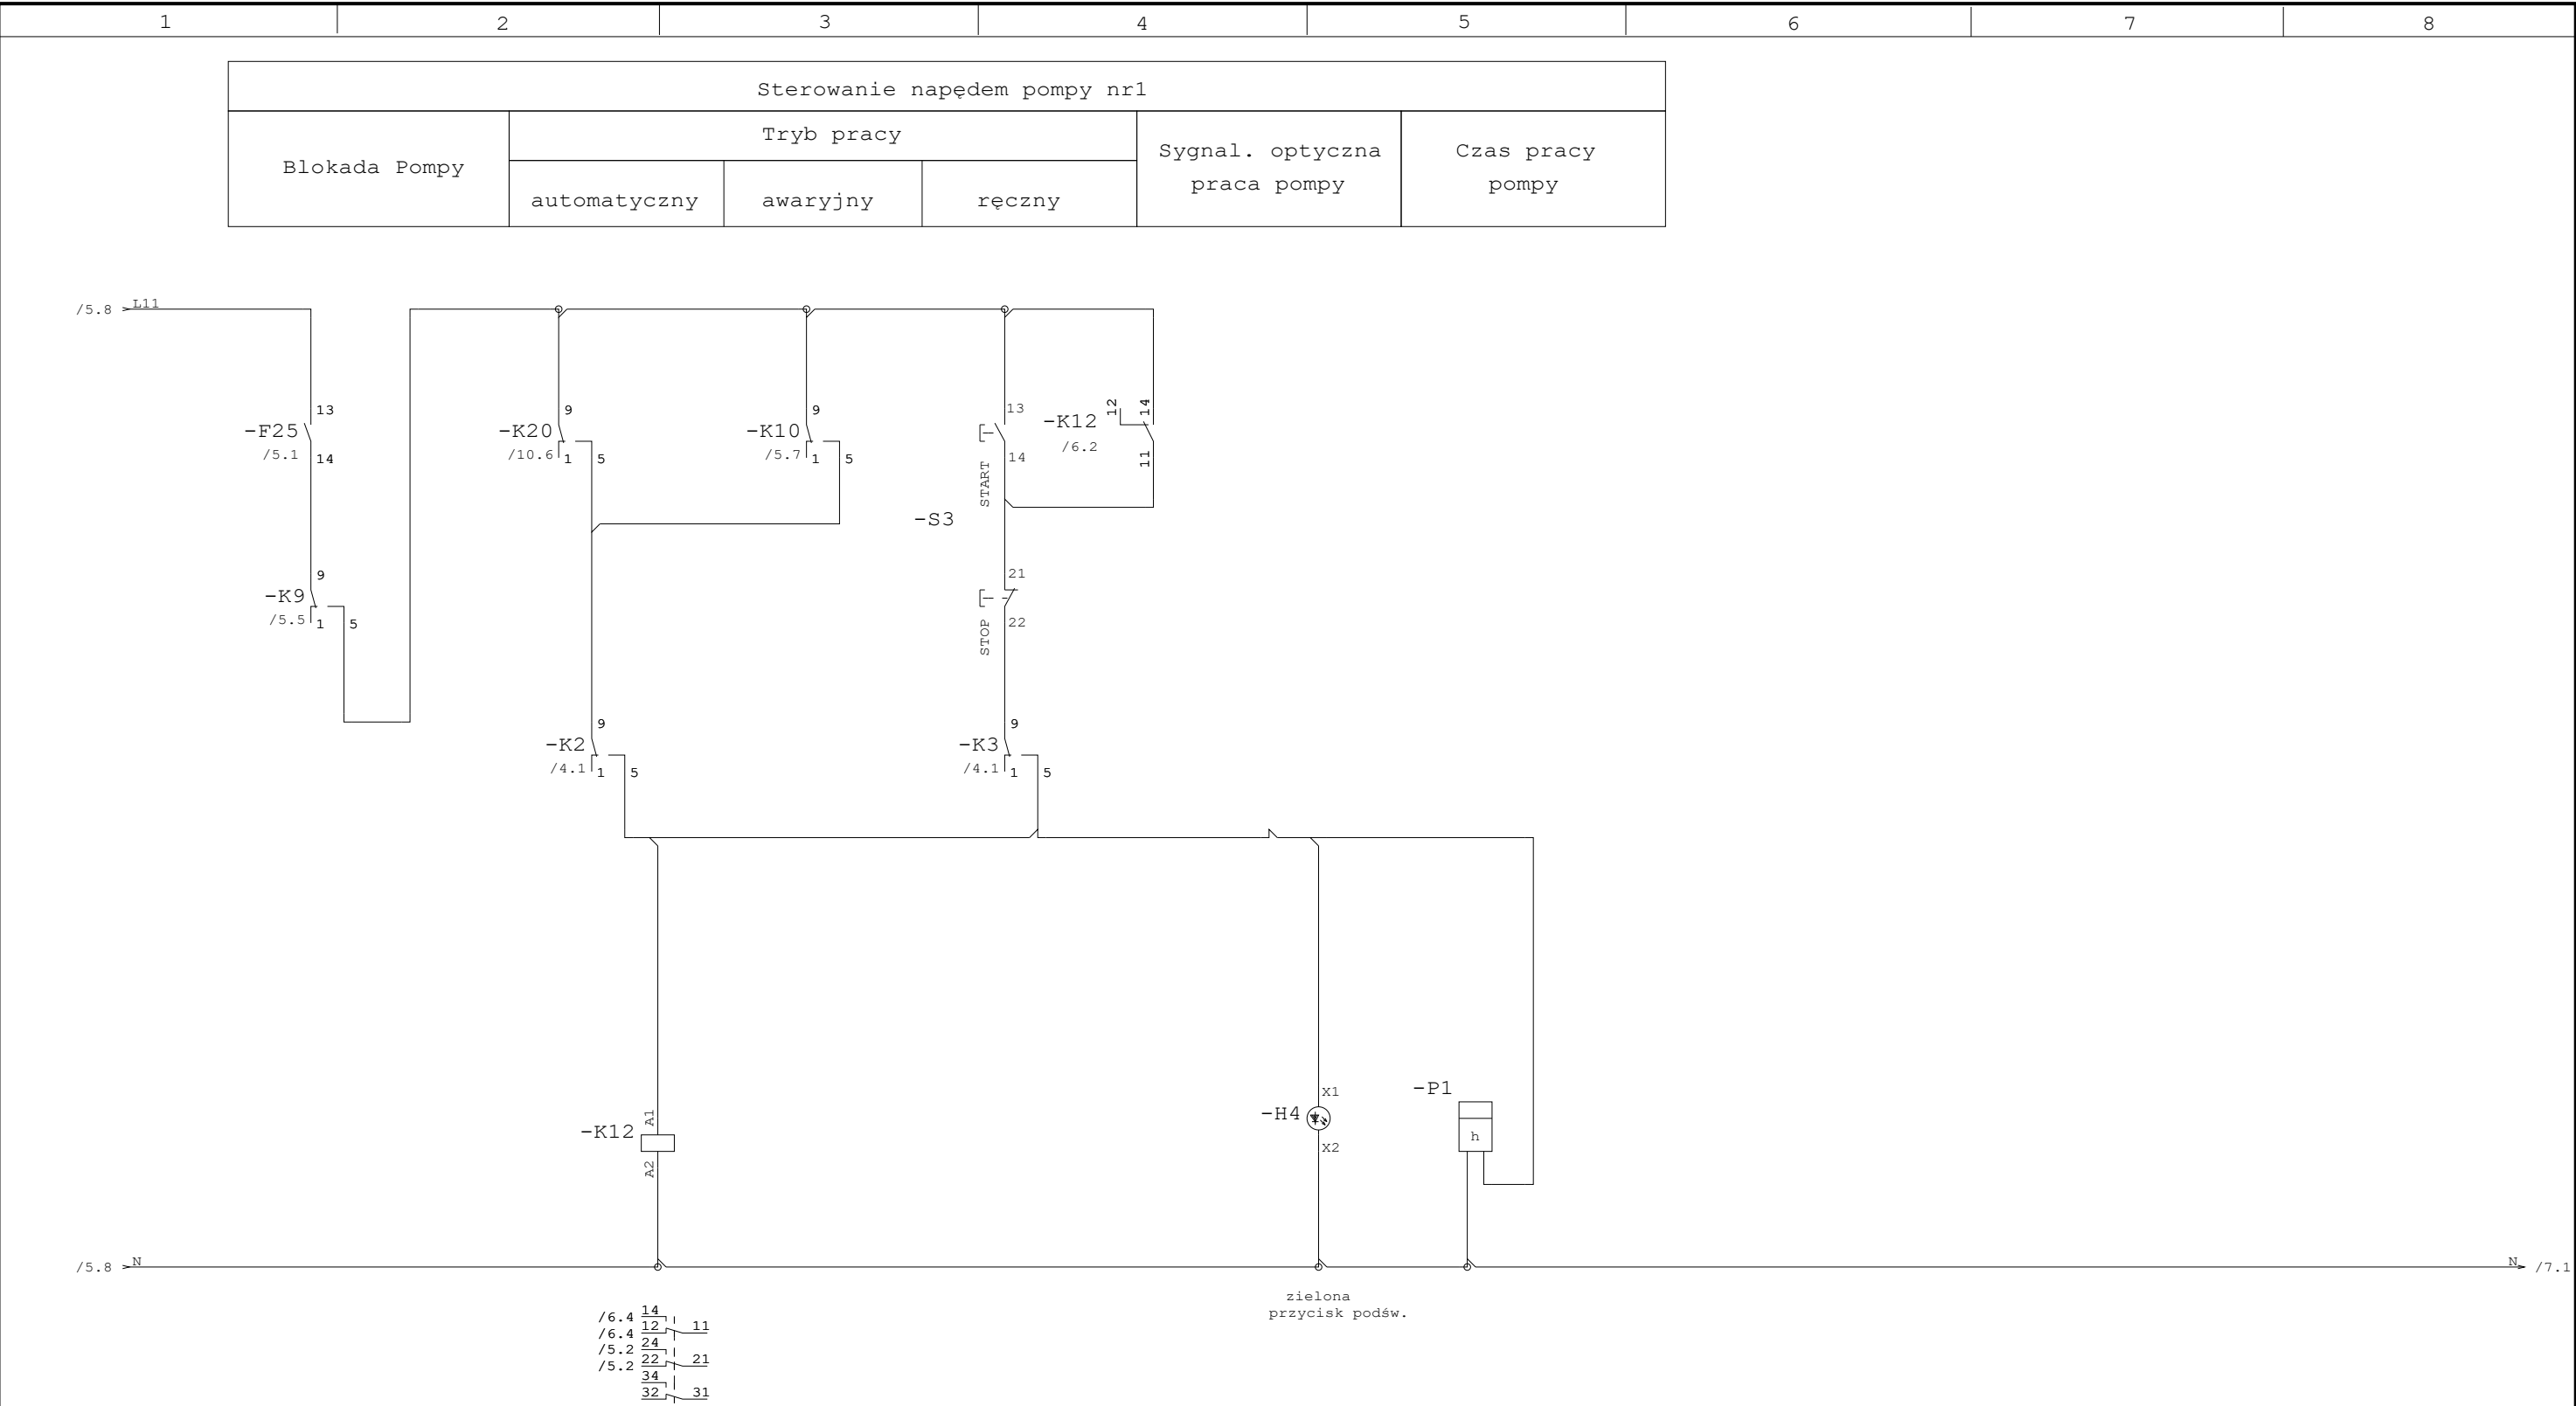 1 2 3 4 5 6 7 8
Sterowanie napędem pompy nr1
Blokada Pompy
Tryb pracy
automatyczny awaryjny ręczny
Sygnal. optyczna
praca pompy
Czas pracy
pompy
/5.8 L11
13
-F25
/5.1 14
9
-K20
/10.6 1 5
9
-K10
/5.7 1 5
13
START 14
-K12 12 14
/6.2 11
-S3
9
-K9
/5.5 1 5
21
STOP 22
9
-K2
/4.1 1 5
9
-K3
/4.1 1 5
-K12 A1
A2
X1
-H4
X2
-P1
h
/5.8 N
N /7.1
zielona
przycisk podśw.
/6.4 14
/6.4 12 11
/5.2 24
/5.2 22 21
34
32 31